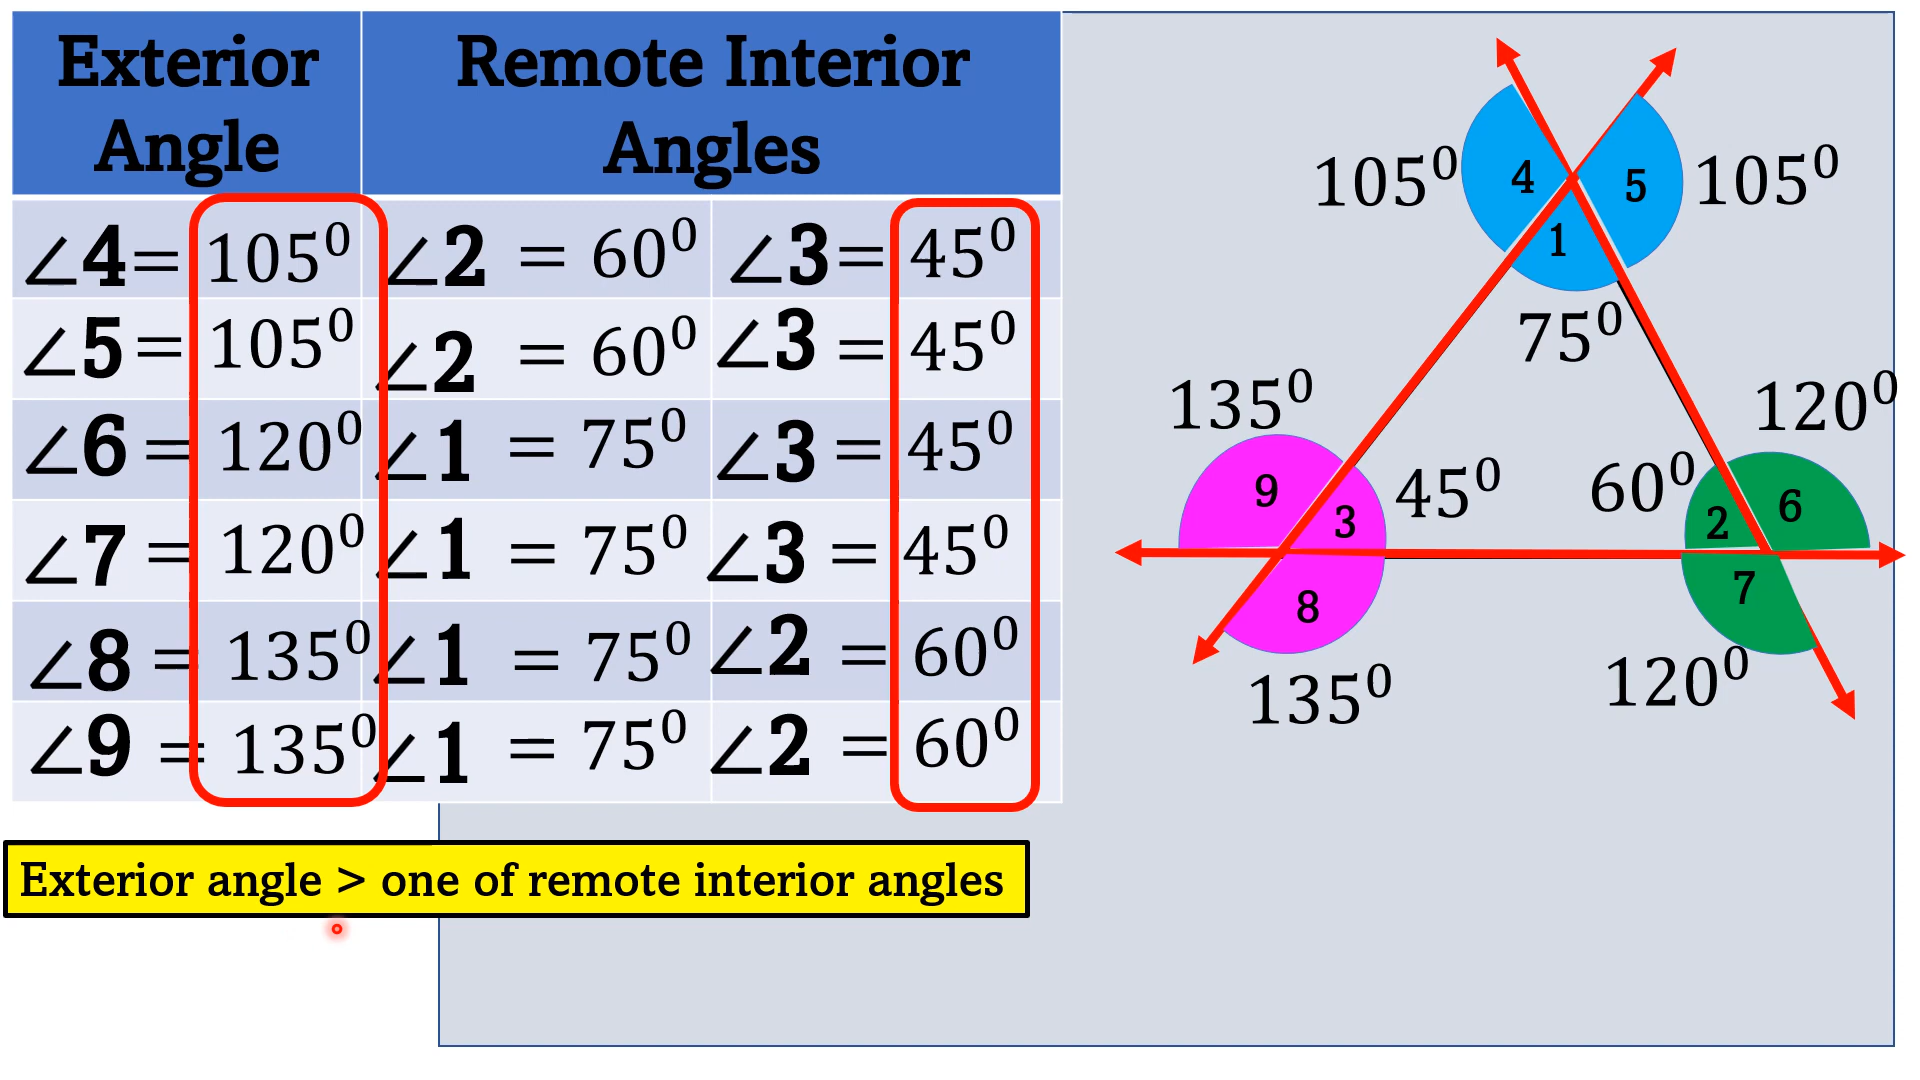 Exterior Angle
Remote Interior Angles
∠4= 105⁰ ∠2 = 60⁰ ∠3= 45⁰
∠5= 105⁰ ∠2 = 60⁰ ∠3 = 45⁰
∠6 = 120⁰ ∠1 = 75⁰ ∠3 = 45⁰
∠7 = 120⁰ ∠1 = 75⁰ ∠3 = 45⁰
∠8 = 135⁰ ∠1 = 75⁰ ∠2 = 60⁰
∠9 = 135⁰ ∠1 = 75⁰ ∠2 = 60⁰
Exterior angle > one of remote interior angles
105⁰ 4 5 105⁰
1
75⁰
135⁰ 120⁰
9 3 45⁰ 60⁰ 2 6
8 7
135⁰ 120⁰